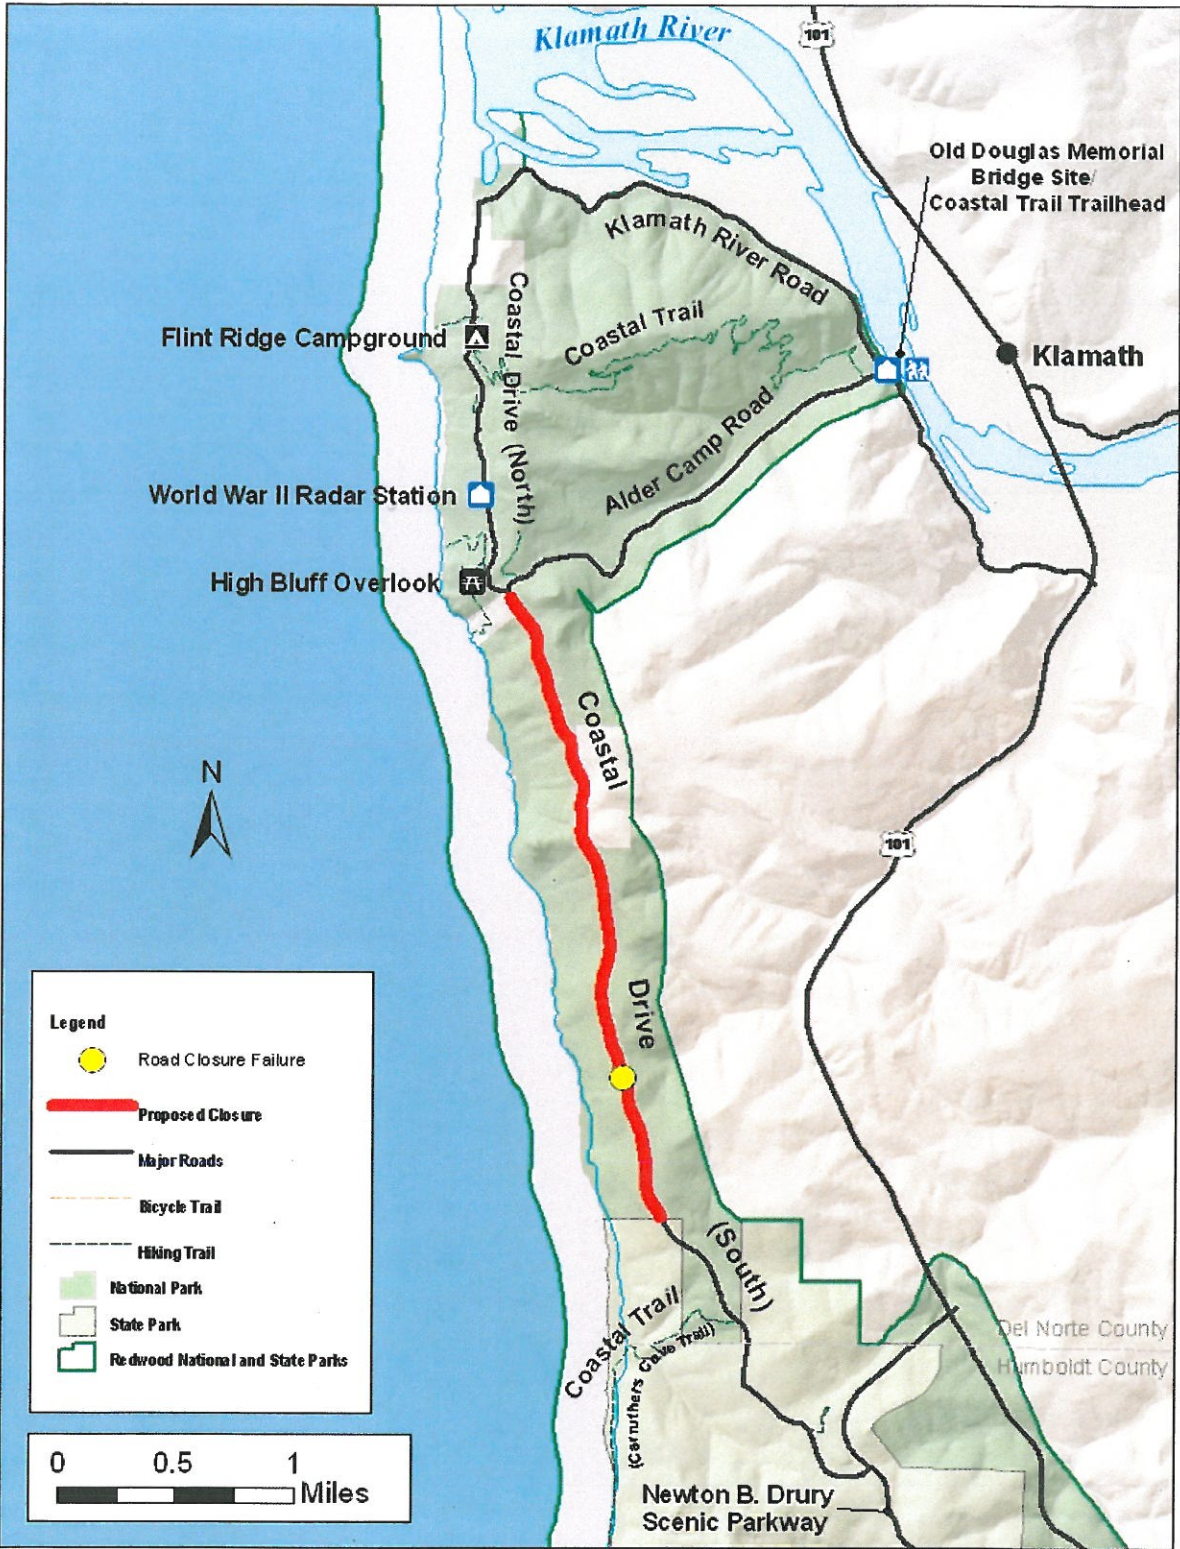 Klamath River
101
Old Douglas Memorial
Bridge Site/
Coastal Trail Trailhead
Klamath River Road
Coastal Drive (North)
Coastal Trail
Flint Ridge Campground
Klamath
Alder Camp Road
World War II Radar Station
High Bluff Overlook
Coastal
N
101
Drive
Legend
Road Closure Failure
Proposed Closure
Major Roads
Bicycle Trail
Hiking Trail
National Park
State Park
Redwood National and State Parks
(South)
Coastal Trail
(Carruthers Cove Trail)
Del Norte County
Humboldt County
0 0.5 1
Miles
Newton B. Drury
Scenic Parkway